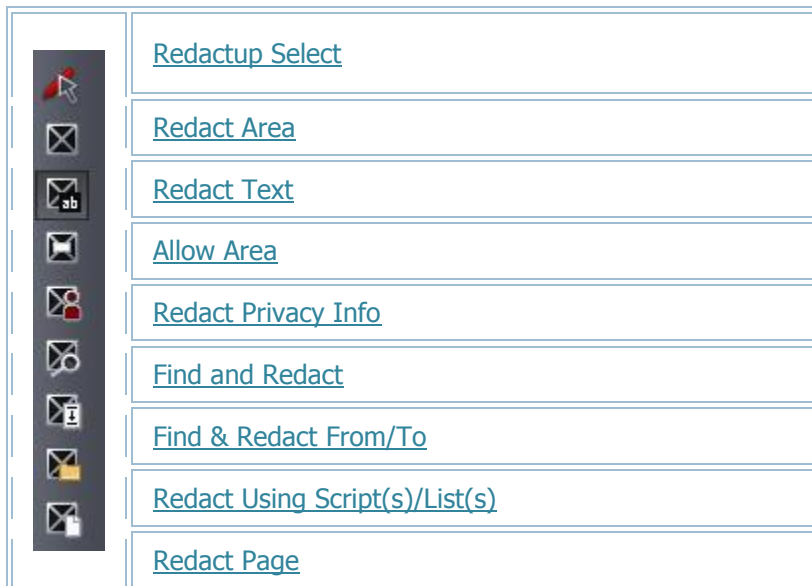 Redactup Select
Redact Area
Redact Text
ab
Allow Area
Redact Privacy Info
Find and Redact
Find & Redact From/To
Redact Using Script(s)/List(s)
Redact Page